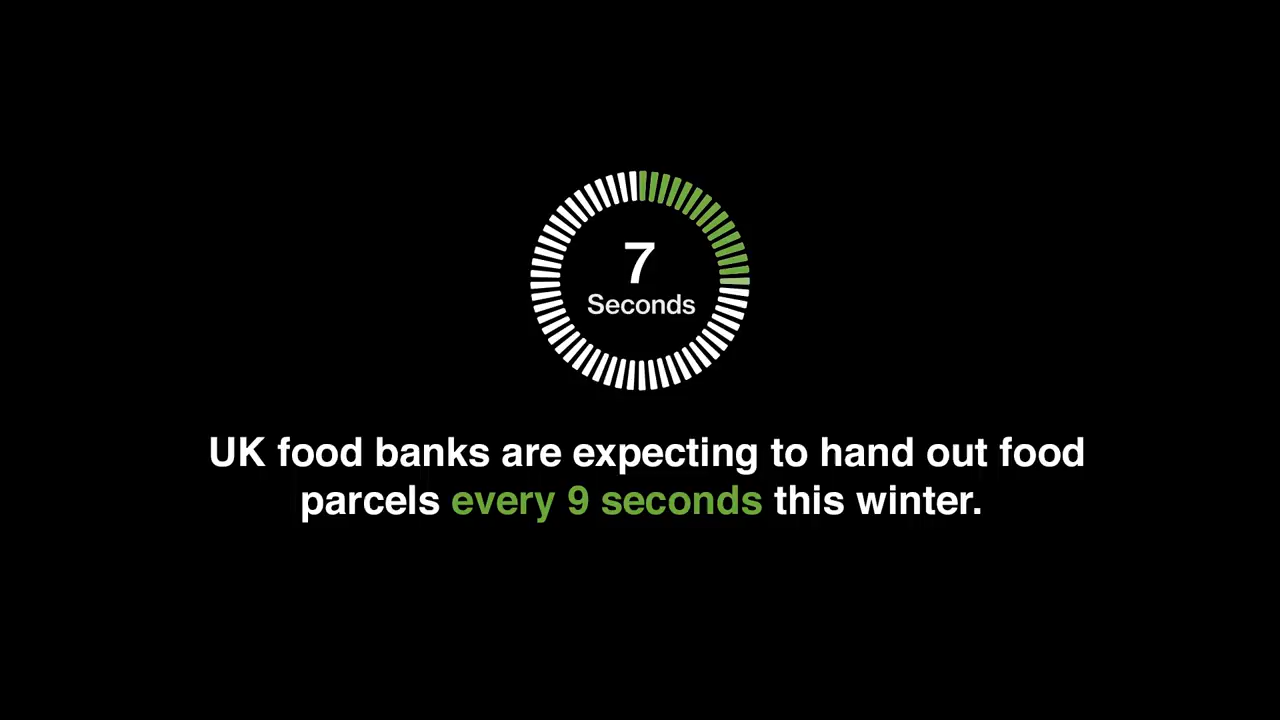 7
Seconds
UK food banks are expecting to hand out food
parcels every 9 seconds this winter.